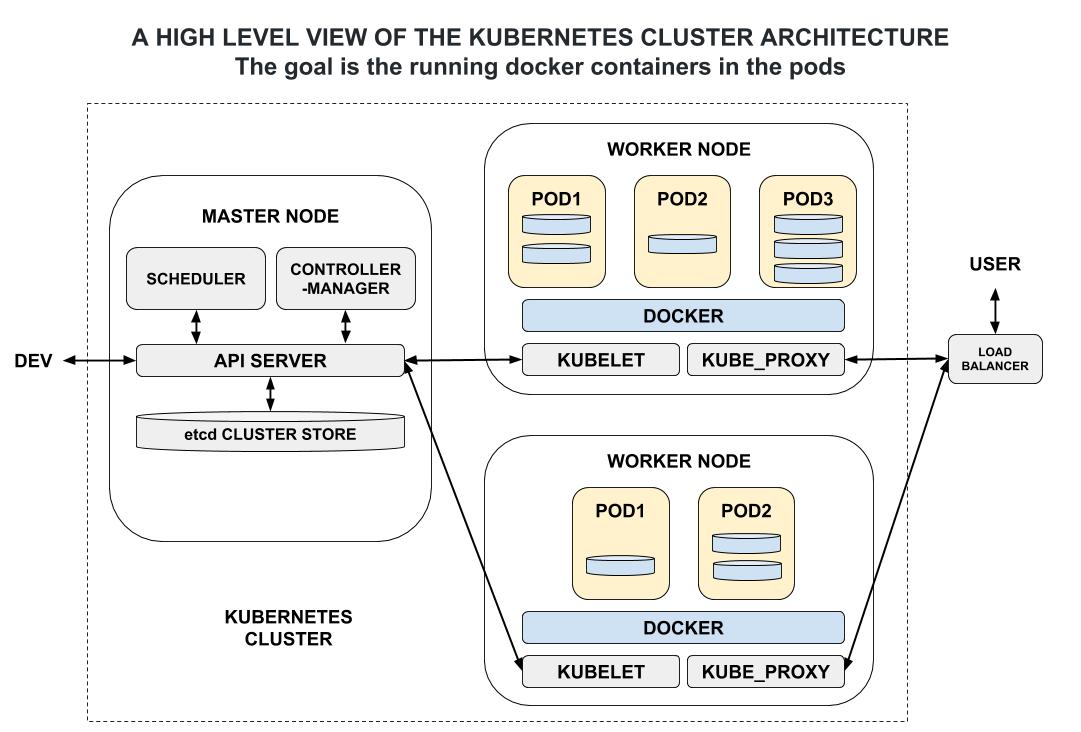 A HIGH LEVEL VIEW OF THE KUBERNETES CLUSTER ARCHITECTURE
The goal is the running docker containers in the pods
MASTER NODE
SCHEDULER
CONTROLLER
-MANAGER
DEV
API SERVER
etcd CLUSTER STORE
KUBERNETES
CLUSTER
WORKER NODE
POD1
POD2
POD3
DOCKER
KUBELET
KUBE_PROXY
WORKER NODE
POD1
POD2
DOCKER
KUBELET
KUBE_PROXY
USER
LOAD
BALANCER